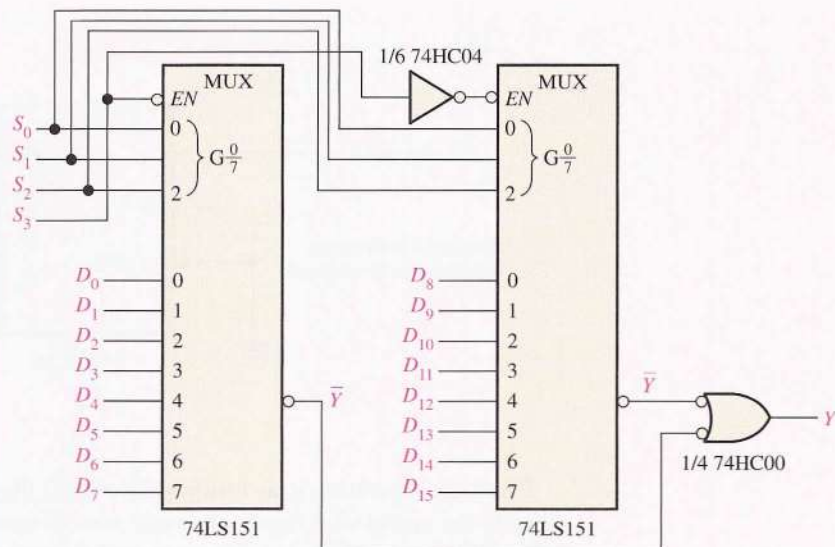 1/6 74HC04
MUX
MUX
EN
EN
S0
0
0
S1
G 0/7
G 0/7
S2
2
2
S3
D0
0
D8
0
D1
1
D9
1
D2
2
D10
2
D3
3
D11
3
D4
4
Y̅
D12
4
Y̅
Y
D5
5
D13
5
D6
6
D14
6
1/4 74HC00
D7
7
D15
7
74LS151
74LS151